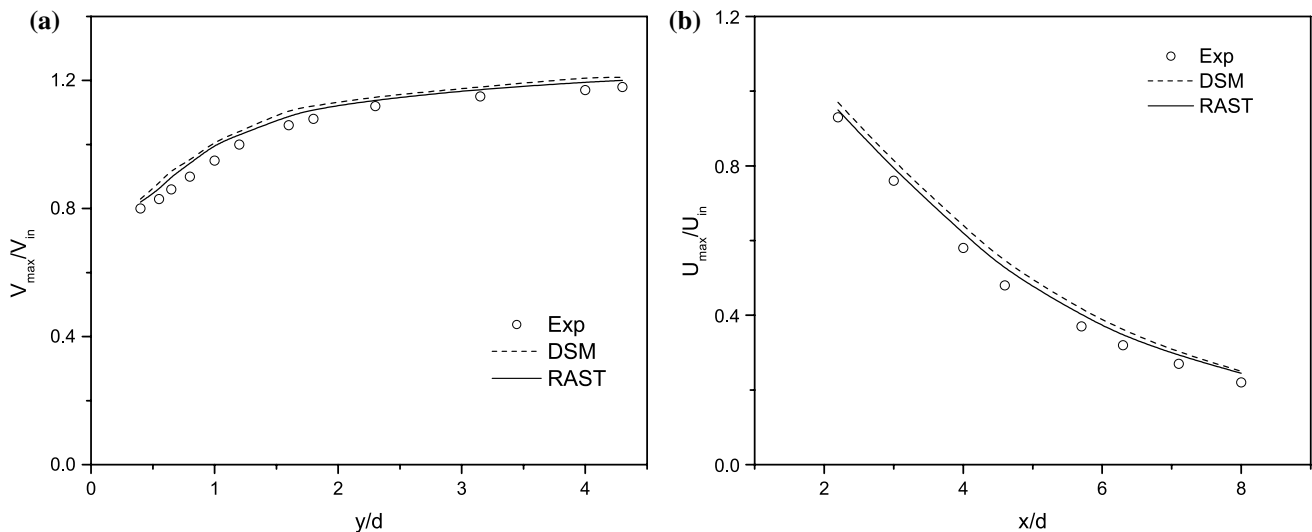 (a)
1.2
0.8
0.4
0.0
V_max/V_in
Exp
DSM
RAST
0
1
2
3
4
y/d
(b)
1.2
0.8
0.4
0.0
U_max/U_in
Exp
DSM
RAST
2
4
6
8
x/d